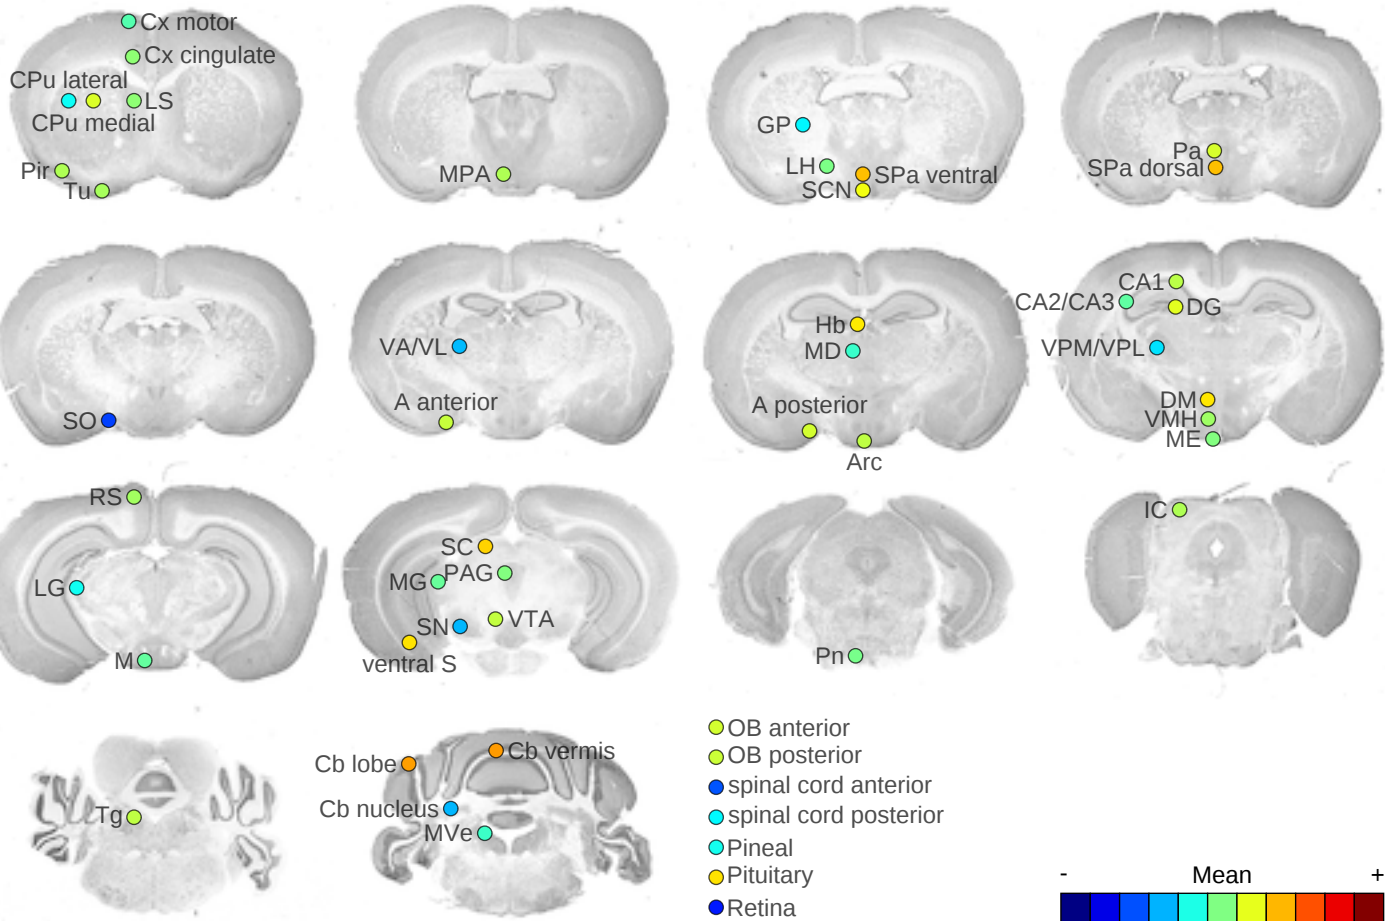 Cx motor
Cx cingulate
CPu lateral
LS
CPu medial
Pir
Tu
MPA
GP
LH
SPa ventral
SCN
Pa
SPa dorsal
SO
VA/VL
A anterior
Hb
MD
A posterior
Arc
CA1
CA2/CA3
DG
VPM/VPL
DM
VMH
ME
RS
LG
M
SC
MG
PAG
SN
VTA
ventral S
Pn
IC
Tg
Cb lobe
Cb vermis
Cb nucleus
MVe
OB anterior
OB posterior
spinal cord anterior
spinal cord posterior
Pineal
Pituitary
Retina
- Mean +